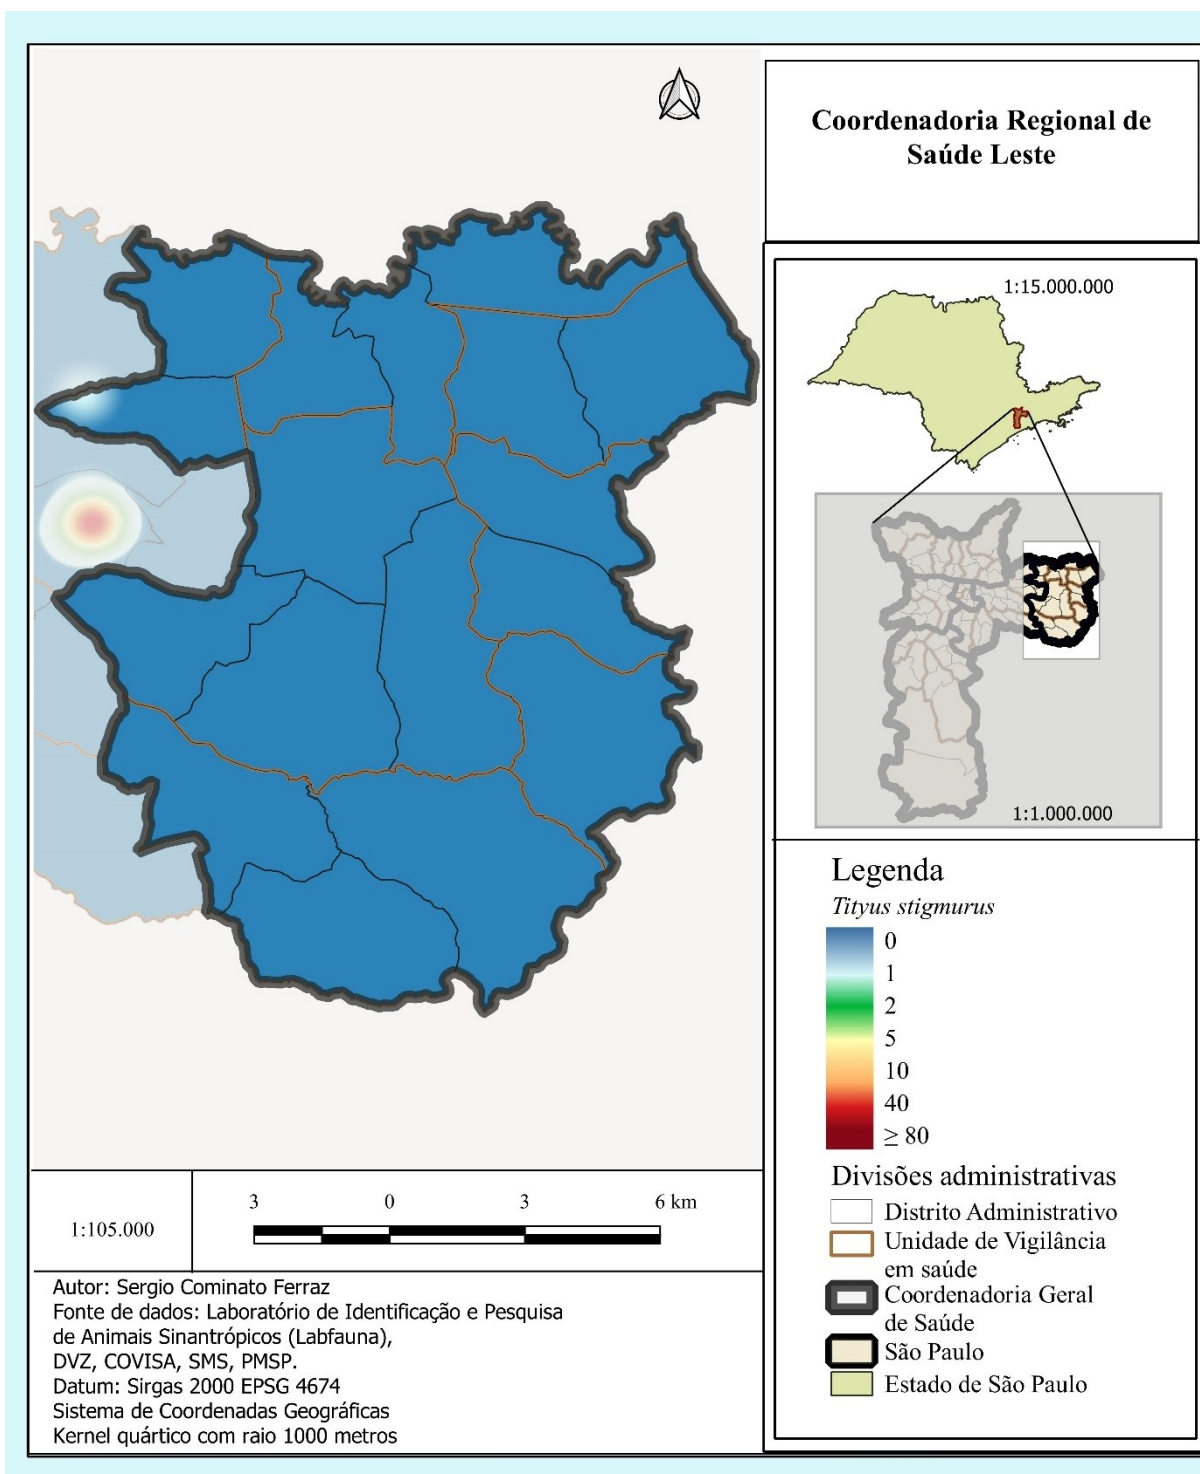 Coordenadoria Regional de
Saúde Leste
1:15.000.000
1:1.000.000
Legenda
Tityus stigmurus
0
1
2
5
10
40
≥ 80
Divisões administrativas
Distrito Administrativo
Unidade de Vigilância
em saúde
Coordenadoria Geral
de Saúde
São Paulo
Estado de São Paulo
1:105.000
3 0 3 6 km
Autor: Sergio Cominato Ferraz
Fonte de dados: Laboratório de Identificação e Pesquisa
de Animais Sinantrópicos (Labfauna),
DVZ, COVISA, SMS, PMSP.
Datum: Sirgas 2000 EPSG 4674
Sistema de Coordenadas Geográficas
Kernel quártico com raio 1000 metros